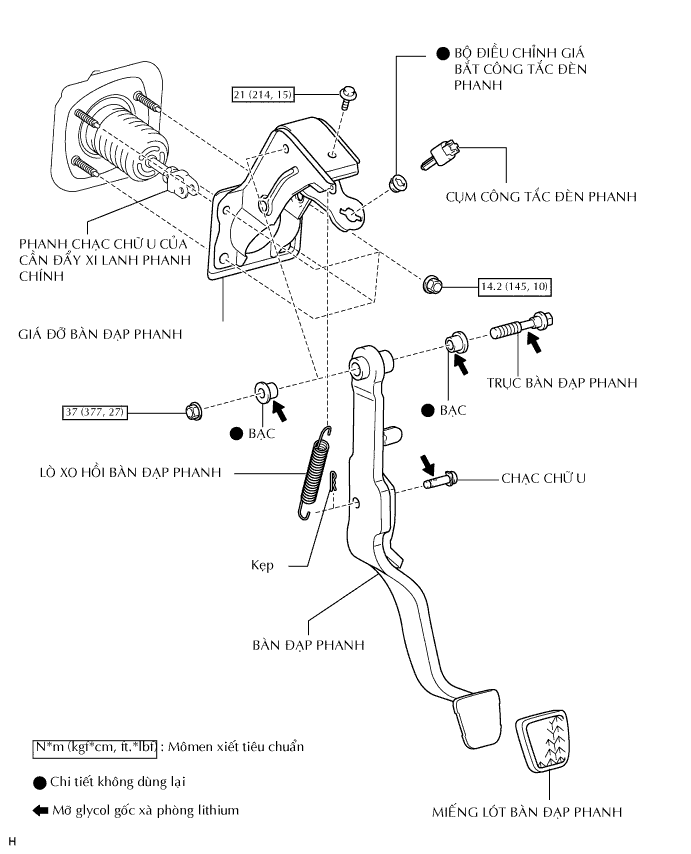 BỘ ĐIỀU CHỈNH GIÁ
BẮT CÔNG TẮC ĐÈN
PHANH
21 (214, 15)
CỤM CÔNG TẮC ĐÈN PHANH
PHANH CHẠC CHỮ U CỦA
CẦN ĐẨY XI LANH PHANH
CHÍNH
14.2 (145, 10)
GIÁ ĐỠ BÀN ĐẠP PHANH
TRỤC BÀN ĐẠP PHANH
37 (377, 27)
BẠC
BẠC
LÒ XO HỒI BÀN ĐẠP PHANH
CHẠC CHỮ U
Kẹp
BÀN ĐẠP PHANH
N*m (kgf*cm, ft.*lbf) : Mômen xiết tiêu chuẩn
Chi tiết không dùng lại
Mỡ glycol gốc xà phòng lithium
MIẾNG LÓT BÀN ĐẠP PHANH
H